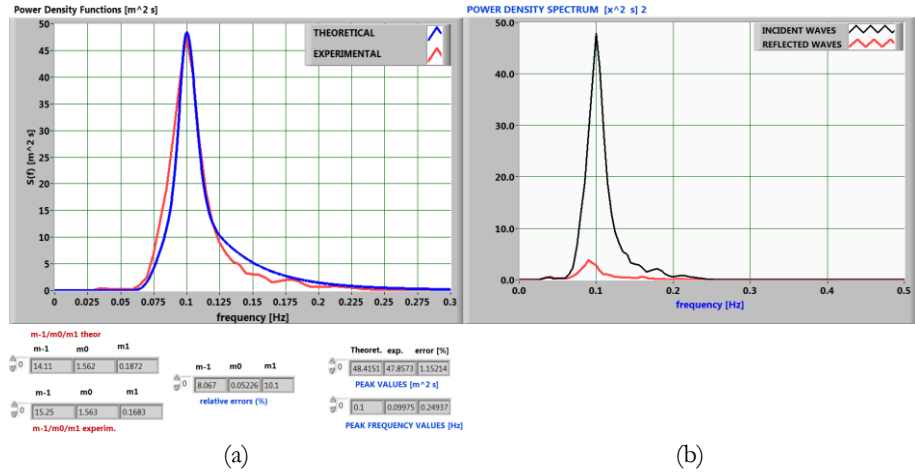 Power Density Functions [m^2 s]
THEORETICAL
EXPERIMENTAL
S(f) [m^2 s]
50
45
40
35
30
25
20
15
10
5
0
0 0.025 0.05 0.075 0.1 0.125 0.15 0.175 0.2 0.225 0.25 0.275 0.3
frequency [Hz]
POWER DENSITY SPECTRUM [x^2 s] 2
INCIDENT WAVES
REFLECTED WAVES
50.0
40.0
30.0
20.0
10.0
0.0
0.0 0.1 0.2 0.3 0.4 0.5
frequency [Hz]
m-1/m0/m1 theor
m-1 m0 m1
0 14.11 1.562 0.1872
m-1 m0 m1
0 15.25 1.563 0.1683
m-1/m0/m1 experim.
m-1 m0 m1
0 8.067 0.05226 10.1
relative errors (%)
Theoret. exp. error [%]
0 48.4151 47.8573 1.15214
PEAK VALUES [m^2 s]
0 0.1 0.09975 0.24937
PEAK FREQUENCY VALUES [Hz]
(a)
(b)